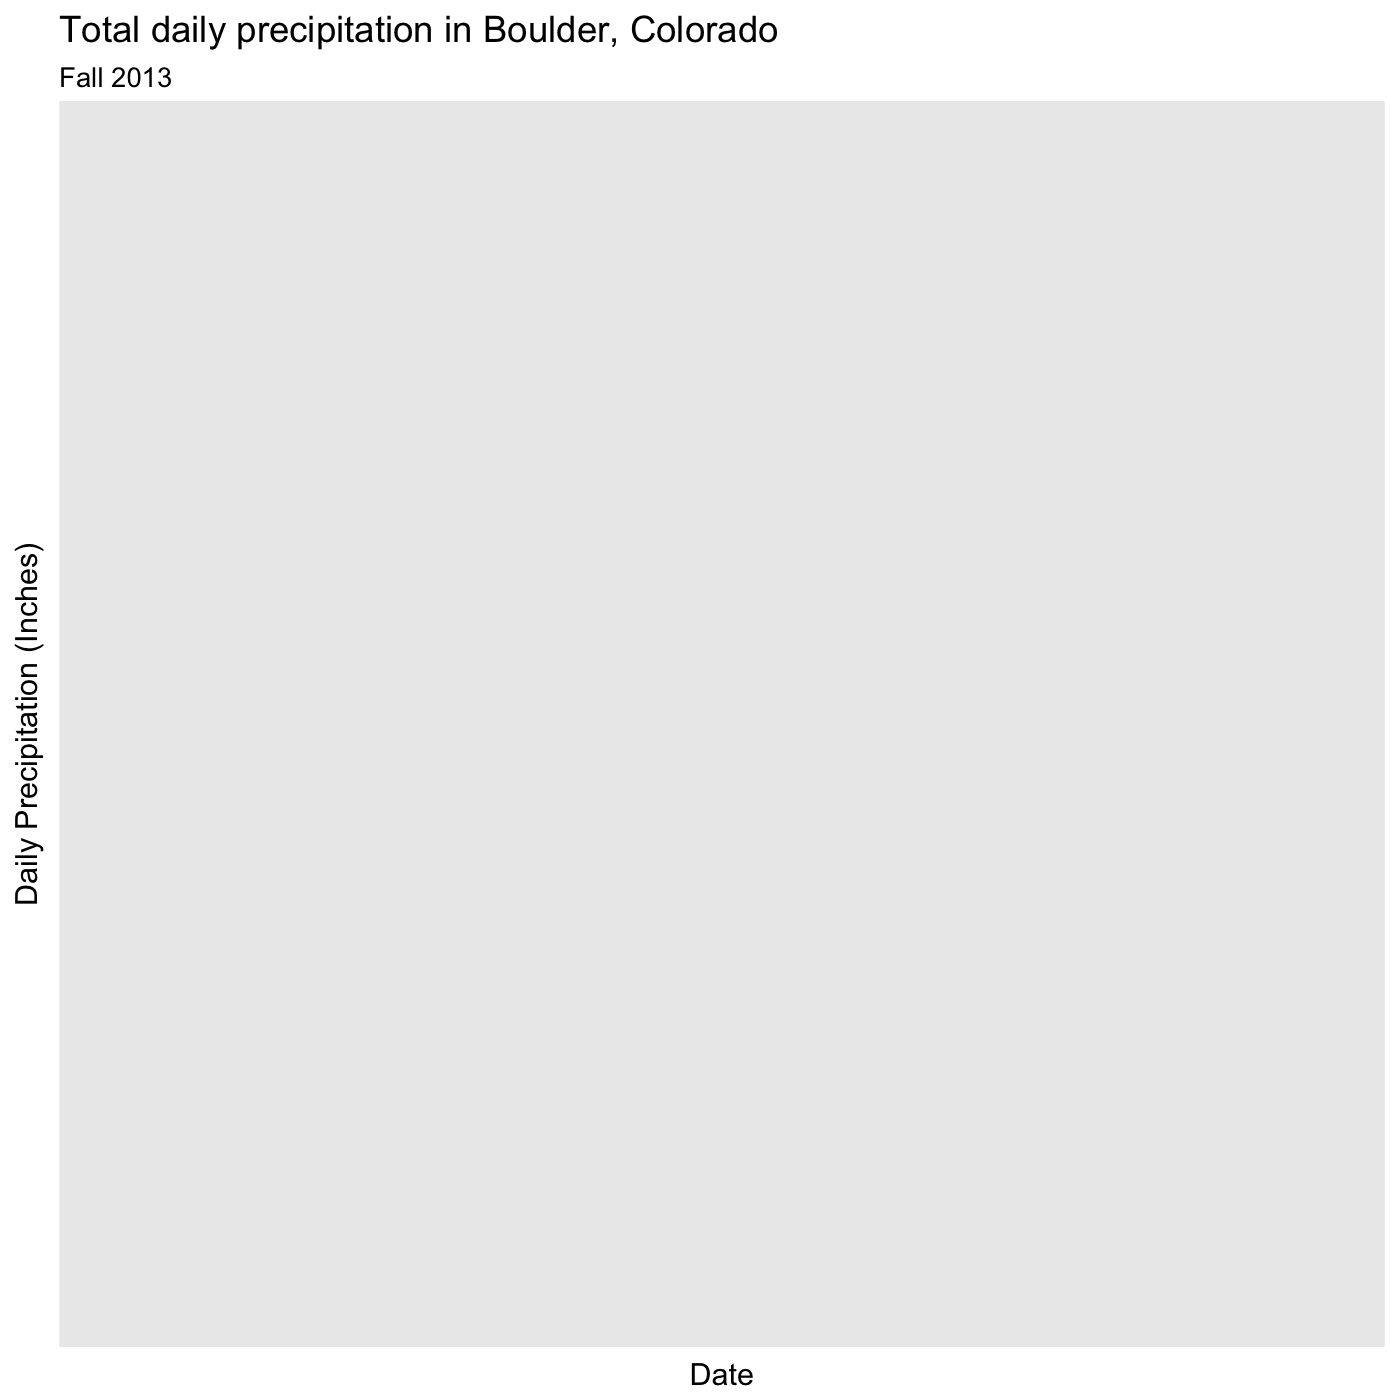 Total daily precipitation in Boulder, Colorado
Fall 2013
Daily Precipitation (Inches)
Date